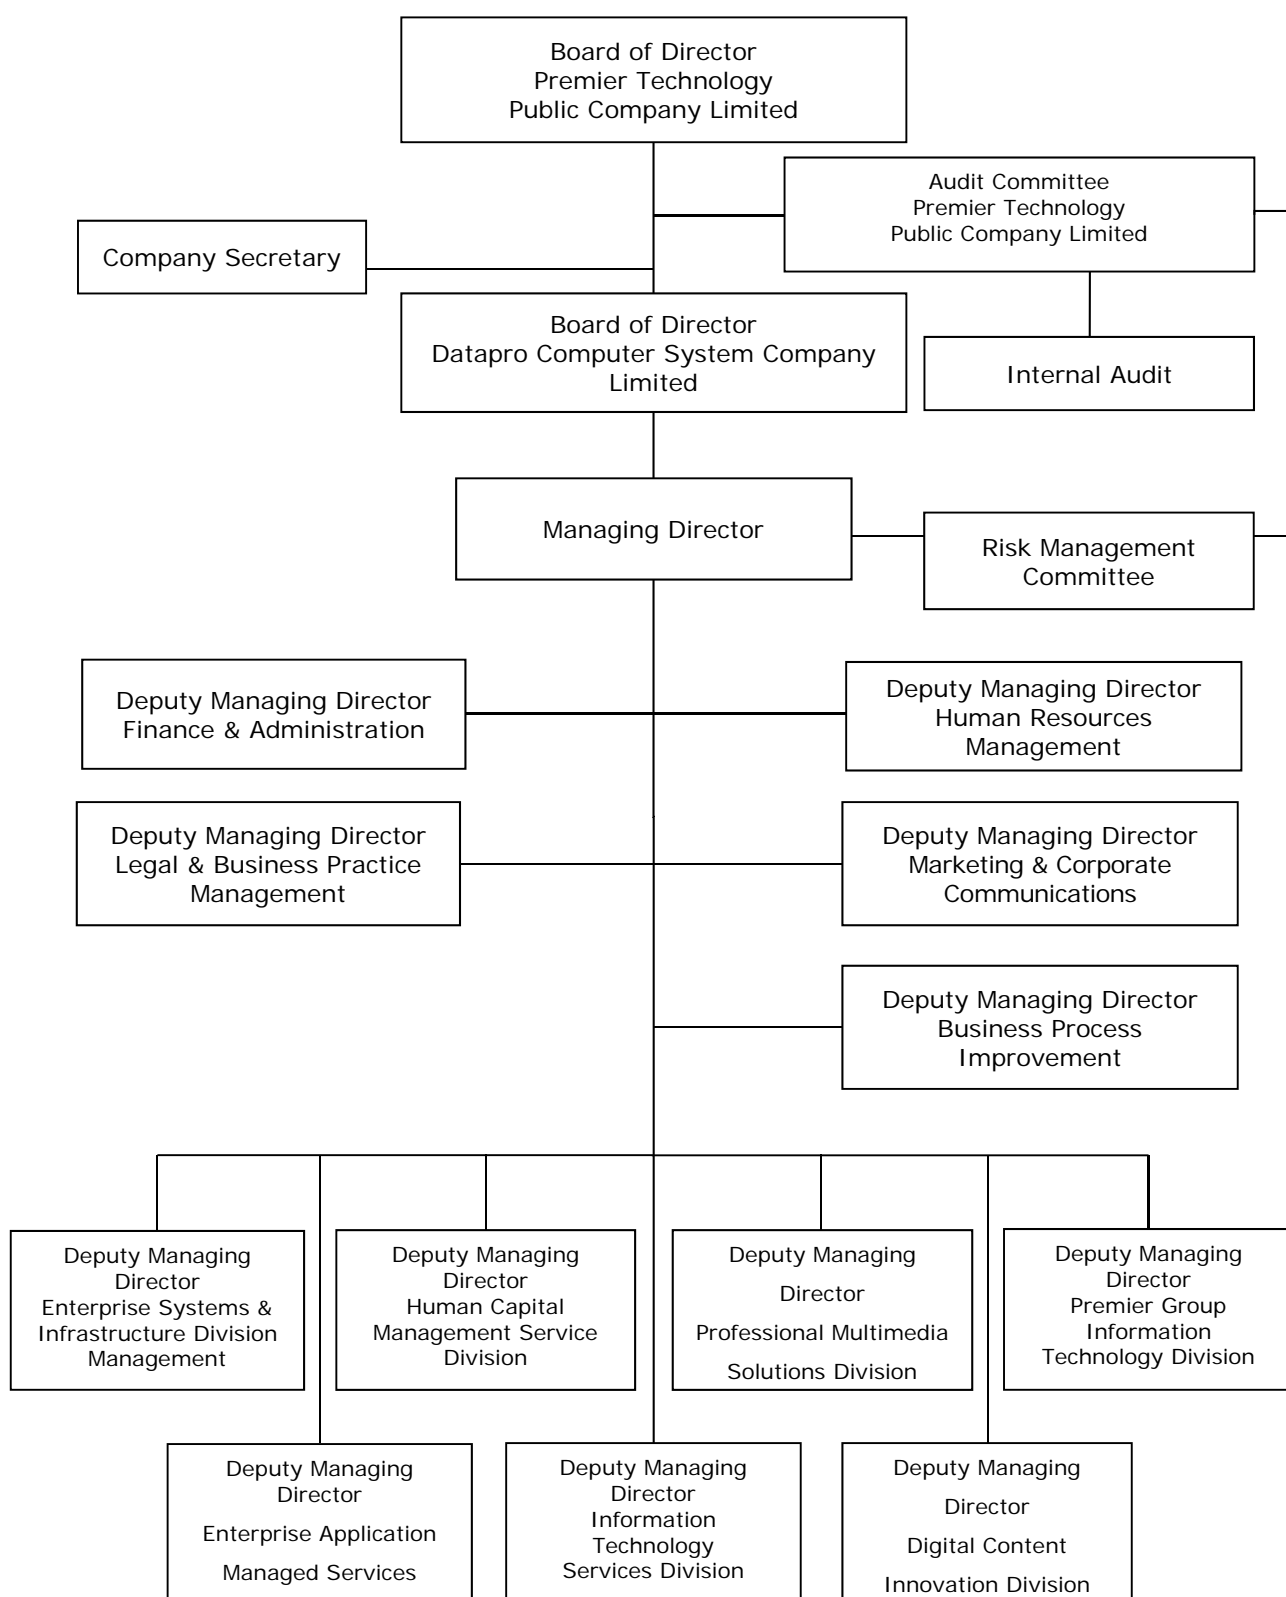 Board of Director
Premier Technology
Public Company Limited
Audit Committee
Premier Technology
Public Company Limited
Company Secretary
Board of Director
Datapro Computer System Company
Limited
Internal Audit
Managing Director
Risk Management
Committee
Deputy Managing Director
Finance & Administration
Deputy Managing Director
Human Resources
Management
Deputy Managing Director
Legal & Business Practice
Management
Deputy Managing Director
Marketing & Corporate
Communications
Deputy Managing Director
Business Process
Improvement
Deputy Managing
Director
Enterprise Systems &
Infrastructure Division
Management
Deputy Managing
Director
Human Capital
Management Service
Division
Deputy Managing
Director
Professional Multimedia
Solutions Division
Deputy Managing
Director
Premier Group
Information
Technology Division
Deputy Managing
Director
Enterprise Application
Managed Services
Deputy Managing
Director
Information
Technology
Services Division
Deputy Managing
Director
Digital Content
Innovation Division